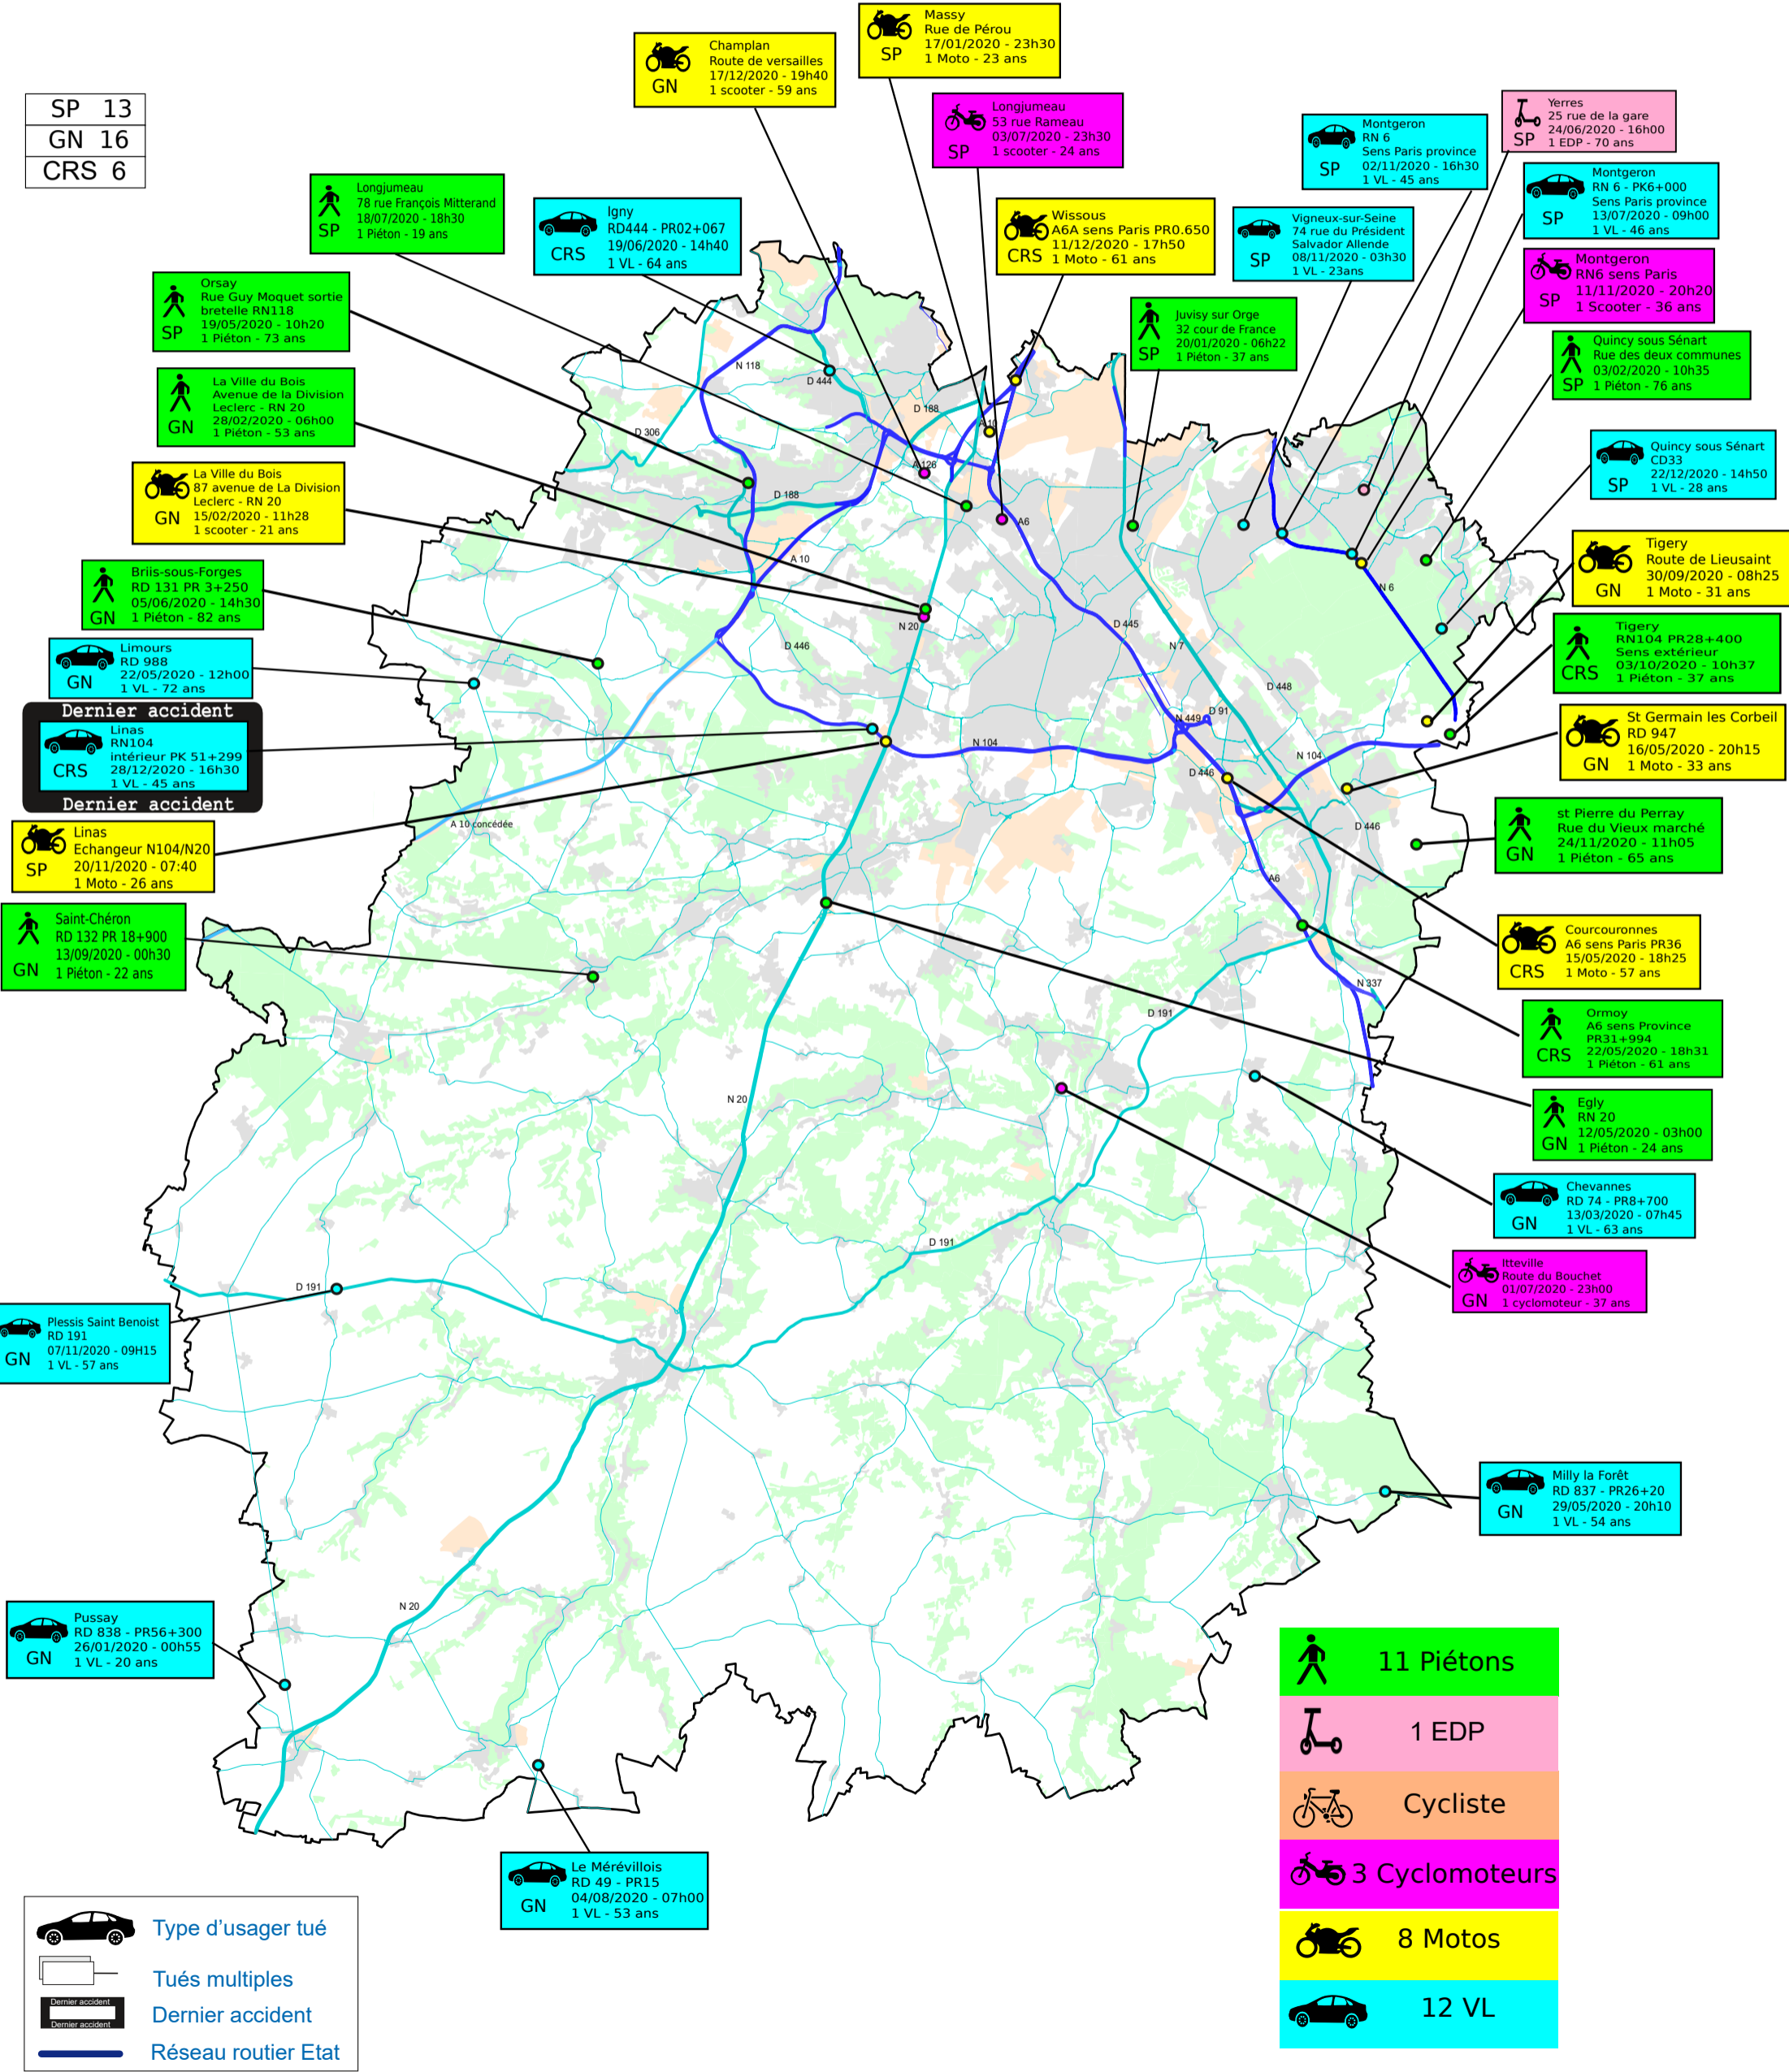 SP 13
GN 16
CRS 6
Champlan
Route de versailles
17/12/2020 - 19h40
1 scooter - 59 ans
GN
Massy
Rue de Pérou
17/01/2020 - 23h30
1 Moto - 23 ans
SP
Longjumeau
53 rue Rameau
03/07/2020 - 23h30
1 scooter - 24 ans
SP
Montgeron
RN 6
Sens Paris province
02/11/2020 - 16h30
1 VL - 45 ans
SP
Yerres
25 rue de la gare
24/06/2020 - 16h00
1 EDP - 70 ans
SP
Montgeron
RN 6 - PK6+000
Sens Paris province
13/07/2020 - 09h00
1 VL - 46 ans
SP
Longjumeau
78 rue François Mitterand
18/07/2020 - 18h30
1 Piéton - 19 ans
SP
Igny
RD444 - PR02+067
19/06/2020 - 14h40
1 VL - 64 ans
CRS
Wissous
A6A sens Paris PR0.650
11/12/2020 - 17h50
1 Moto - 61 ans
CRS
Vigneux-sur-Seine
74 rue du Président
Salvador Allende
08/11/2020 - 03h30
1 VL - 23ans
SP
Montgeron
RN6 sens Paris
11/11/2020 - 20h20
1 Scooter - 36 ans
SP
Orsay
Rue Guy Moquet sortie
bretelle RN118
19/05/2020 - 10h20
1 Piéton - 73 ans
SP
Juvisy sur Orge
32 cour de France
20/01/2020 - 06h22
1 Piéton - 37 ans
SP
Quincy sous Sénart
Rue des deux communes
03/02/2020 - 10h35
1 Piéton - 76 ans
SP
La Ville du Bois
Avenue de la Division
Leclerc - RN 20
28/02/2020 - 06h00
1 Piéton - 53 ans
GN
Quincy sous Sénart
CD33
22/12/2020 - 14h50
1 VL - 28 ans
SP
La Ville du Bois
87 avenue de La Division
Leclerc - RN 20
15/02/2020 - 11h28
1 scooter - 21 ans
GN
Tigery
Route de Lieusaint
30/09/2020 - 08h25
1 Moto - 31 ans
GN
Briis-sous-Forges
RD 131 PR 3+250
05/06/2020 - 14h30
1 Piéton - 82 ans
GN
Tigery
RN104 PR28+400
Sens extérieur
03/10/2020 - 10h37
1 Piéton - 37 ans
CRS
Limours
RD 988
22/05/2020 - 12h00
1 VL - 72 ans
GN
Dernier accident
Linas
RN104
intérieur PK 51+299
28/12/2020 - 16h30
1 VL - 45 ans
CRS
Dernier accident
St Germain les Corbeil
RD 947
16/05/2020 - 20h15
1 Moto - 33 ans
GN
Linas
Echangeur N104/N20
20/11/2020 - 07:40
1 Moto - 26 ans
SP
st Pierre du Perray
Rue du Vieux marché
24/11/2020 - 11h05
1 Piéton - 65 ans
GN
Saint-Chéron
RD 132 PR 18+900
13/09/2020 - 00h30
1 Piéton - 22 ans
GN
Courcouronnes
A6 sens Paris PR36
15/05/2020 - 18h25
1 Moto - 57 ans
CRS
Ormoy
A6 sens Province
PR31+994
22/05/2020 - 18h31
1 Piéton - 61 ans
CRS
Egly
RN 20
12/05/2020 - 03h00
1 Piéton - 24 ans
GN
Chevannes
RD 74 - PR8+700
13/03/2020 - 07h45
1 VL - 63 ans
GN
Itteville
Route du Bouchet
01/07/2020 - 23h00
1 cyclomoteur - 37 ans
GN
Plessis Saint Benoist
RD 191
07/11/2020 - 09H15
1 VL - 57 ans
GN
Milly la Forêt
RD 837 - PR26+20
29/05/2020 - 20h10
1 VL - 54 ans
GN
Pussay
RD 838 - PR56+300
26/01/2020 - 00h55
1 VL - 20 ans
GN
Le Mérévillois
RD 49 - PR15
04/08/2020 - 07h00
1 VL - 53 ans
GN
N 118
D 444
D 188
A 10
D 306
A 126
D 188
A6
A 10
N 6
N 20
D 445
D 446
N 7
D 448
D 91
N 449
N 104
N 104
D 446
A 10 concédée
D 446
A6
N 337
D 191
N 20
D 191
D 191
N 20
11 Piétons
1 EDP
Cycliste
3 Cyclomoteurs
8 Motos
12 VL
Type d'usager tué
Tués multiples
Dernier accident
Dernier accident
Dernier accident
Réseau routier Etat